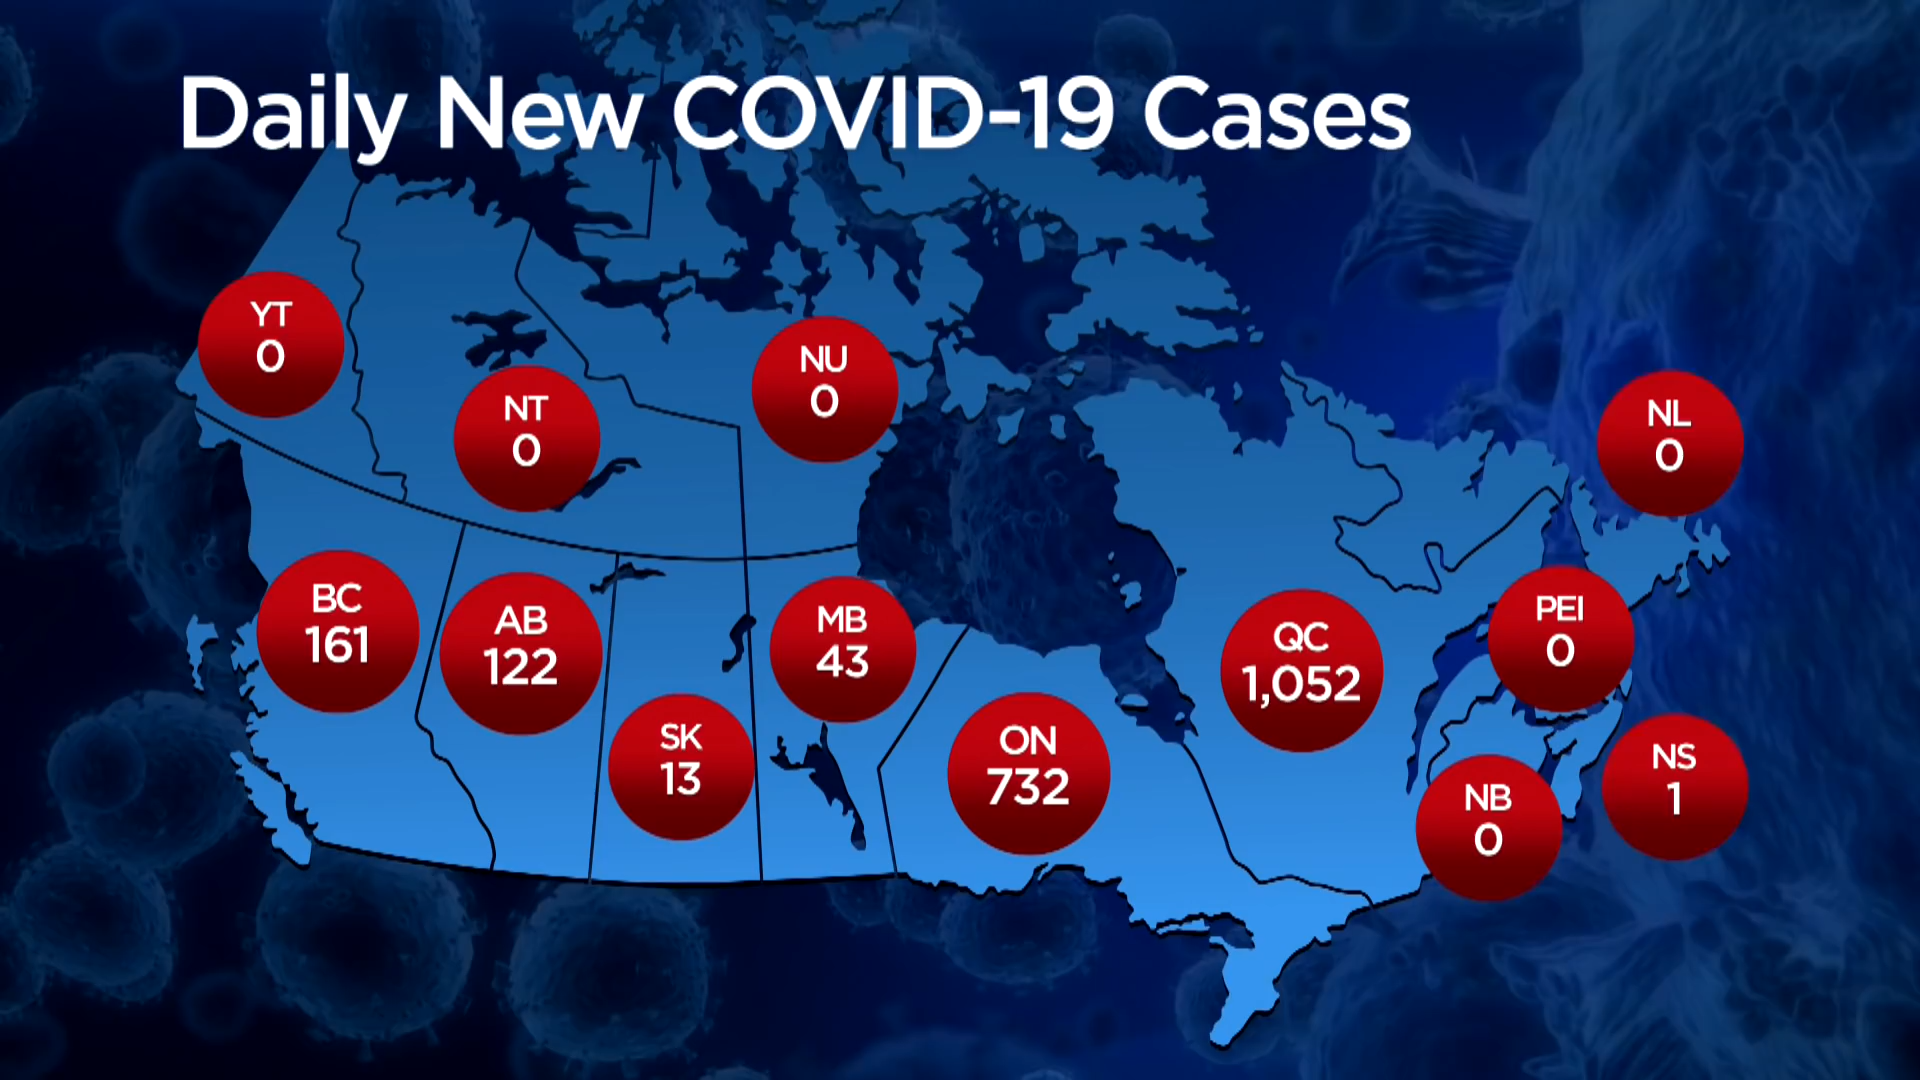 Daily New COVID-19 Cases
YT
0
NT
0
NU
0
NL
0
BC
161
AB
122
SK
13
MB
43
ON
732
QC
1,052
PEI
0
NB
0
NS
1